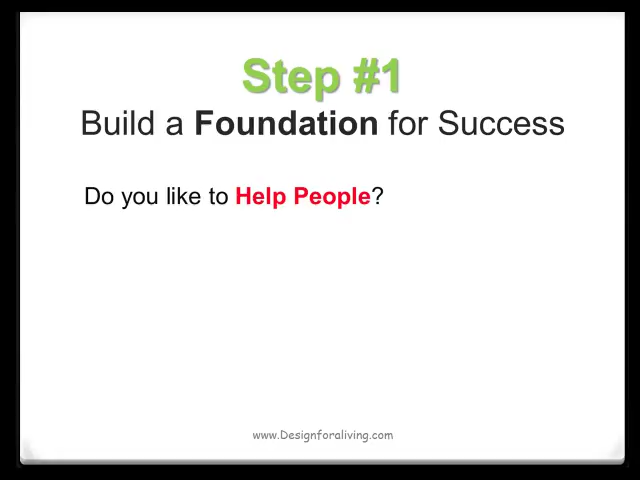 Step #1
Build a Foundation for Success
Do you like to Help People?
www.Designforaliving.com